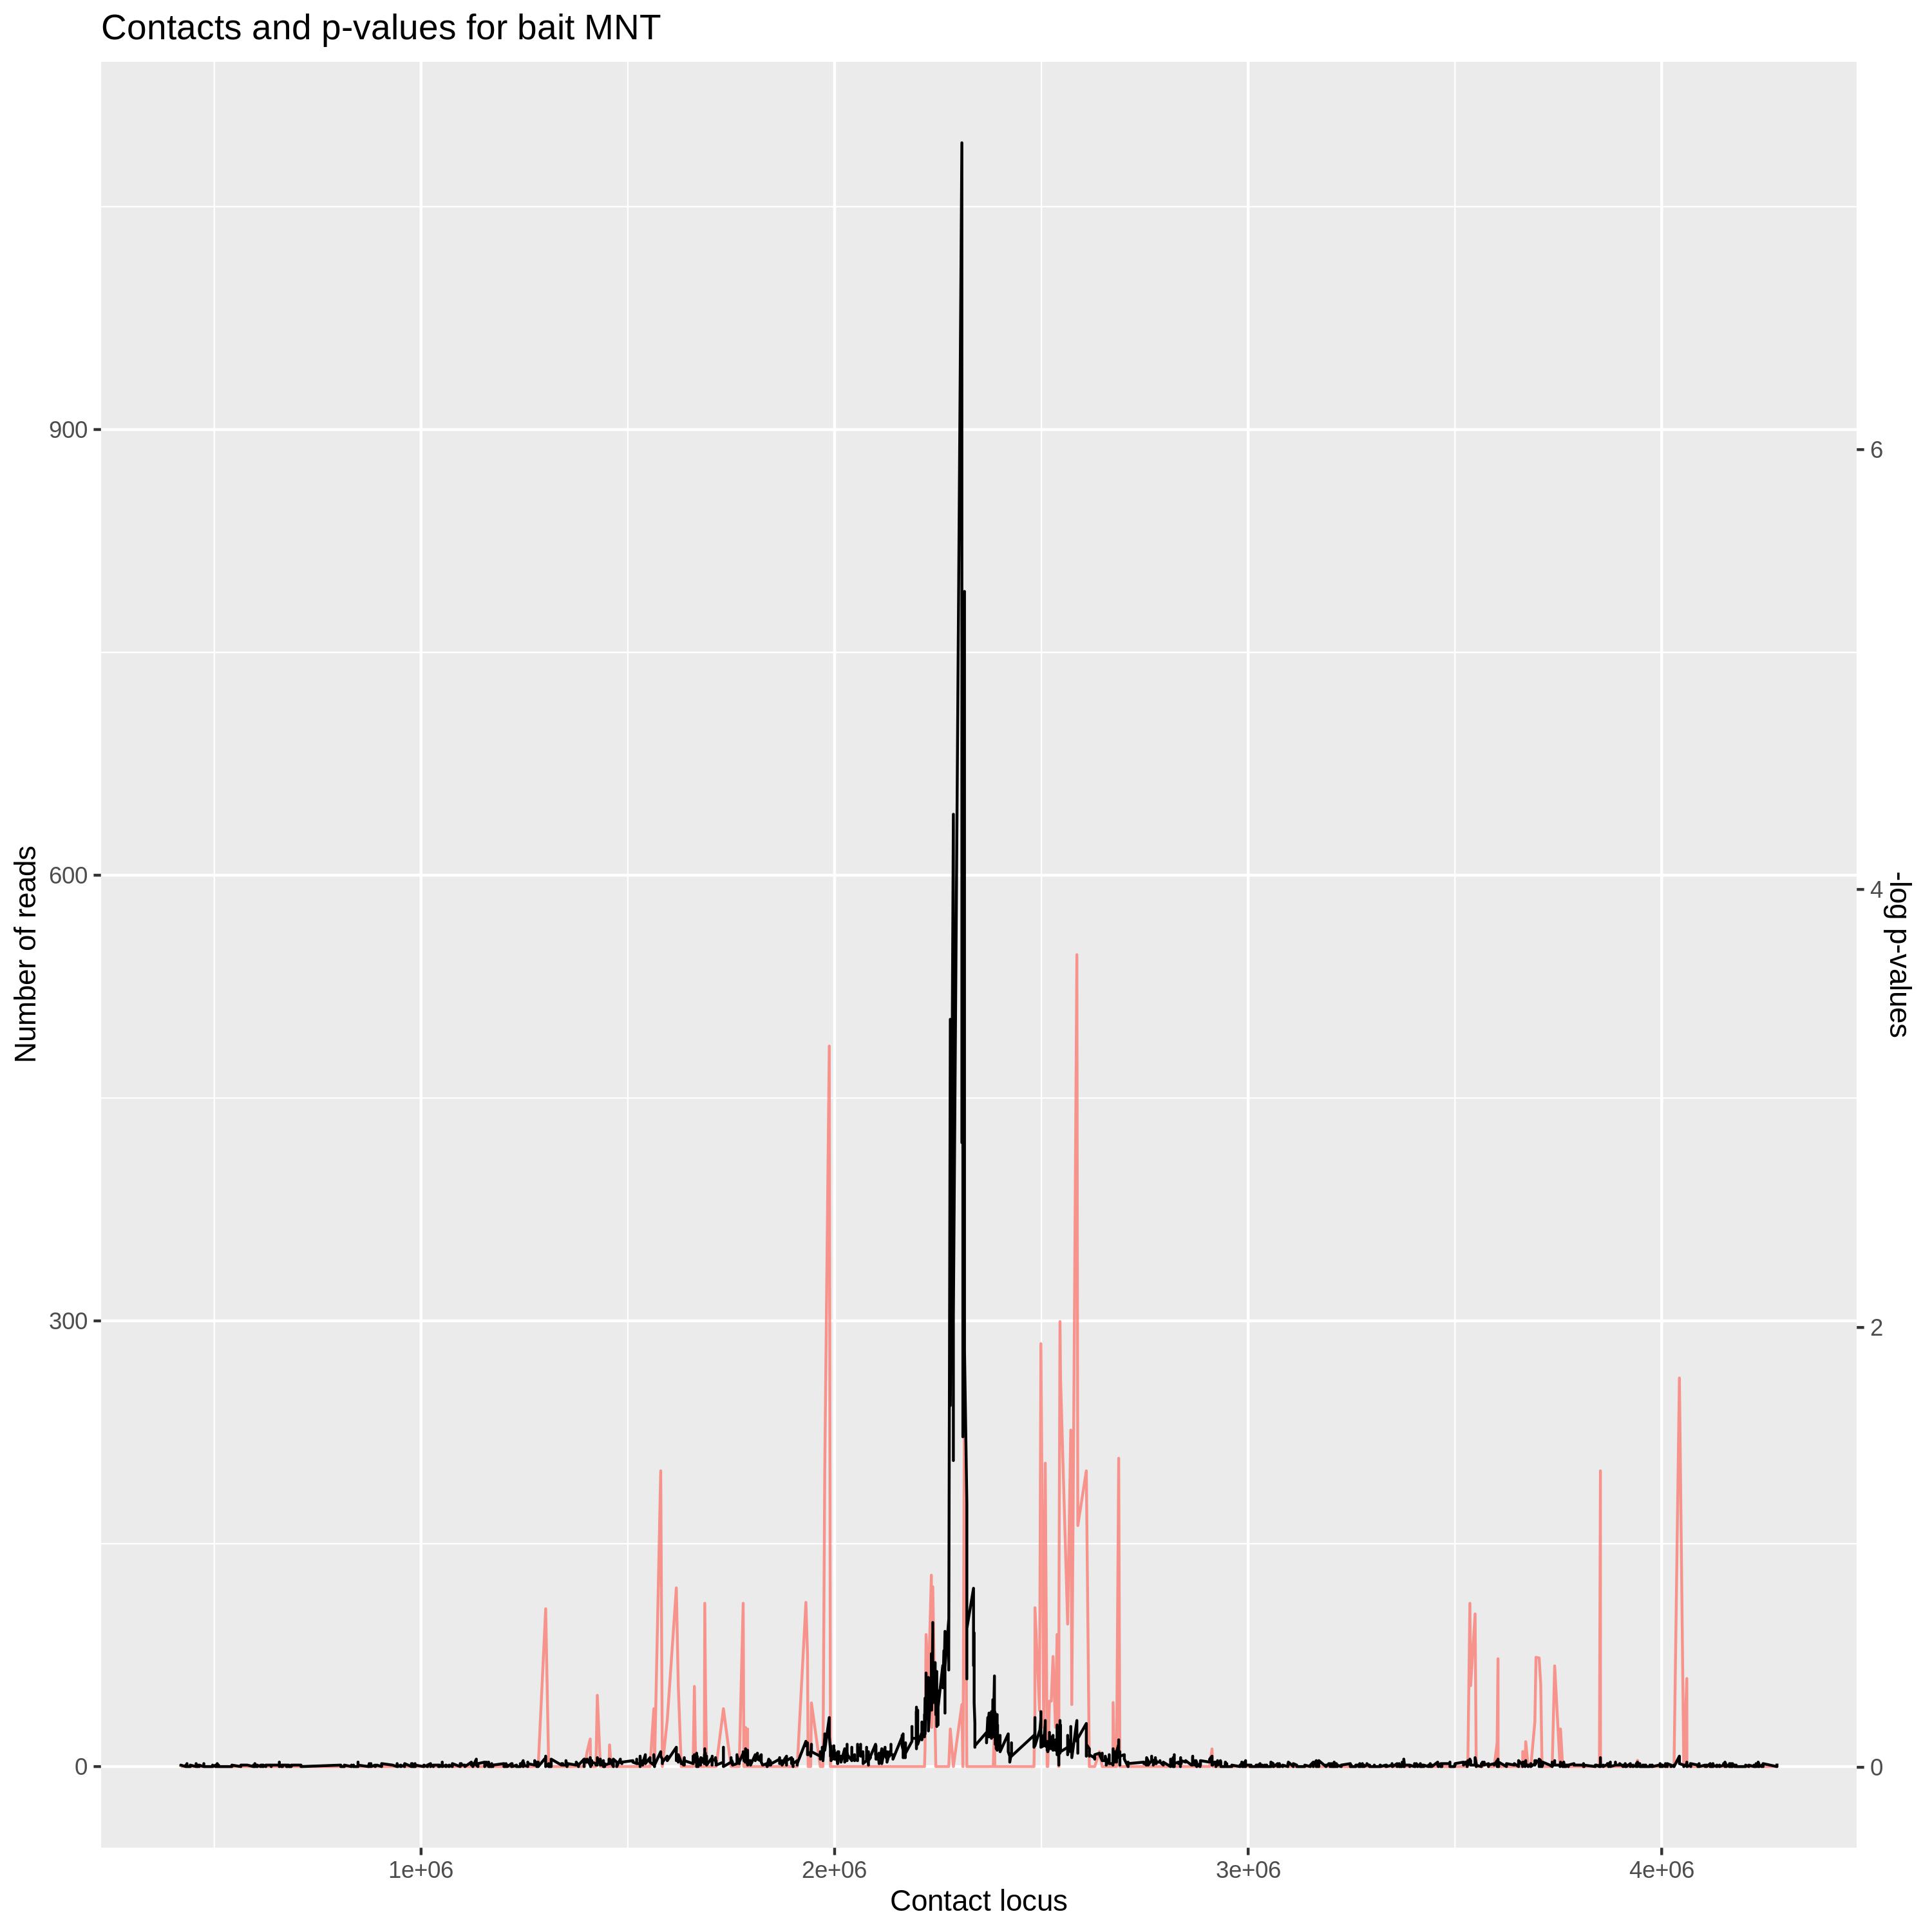 Contacts and p-values for bait MNT
900
600
300
0
Number of reads
6
4
2
0
-log p-values
1e+06
2e+06
3e+06
4e+06
Contact locus